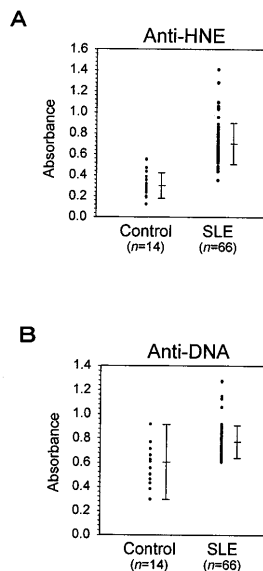 A
Anti-HNE
1.6
1.4
1.2
1.0
0.8
0.6
0.4
0.2
0.0
Absorbance
Control SLE
(n=14) (n=66)
B
Anti-DNA
1.4
1.2
1.0
0.8
0.6
0.4
0.2
0.0
Absorbance
Control SLE
(n=14) (n=66)